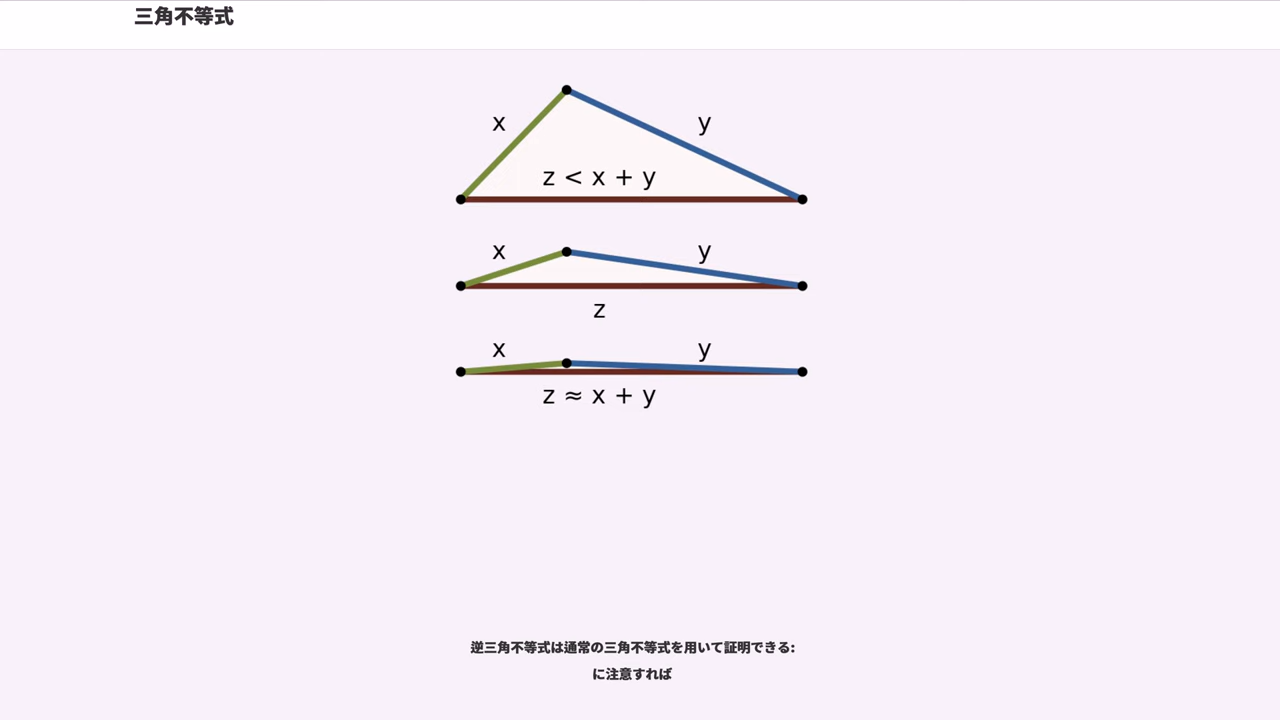 三角不等式
x
y
z < x + y
x
y
z
x
y
z ≈ x + y
逆三角不等式は通常の三角不等式を用いて証明できる:
に注意すれば